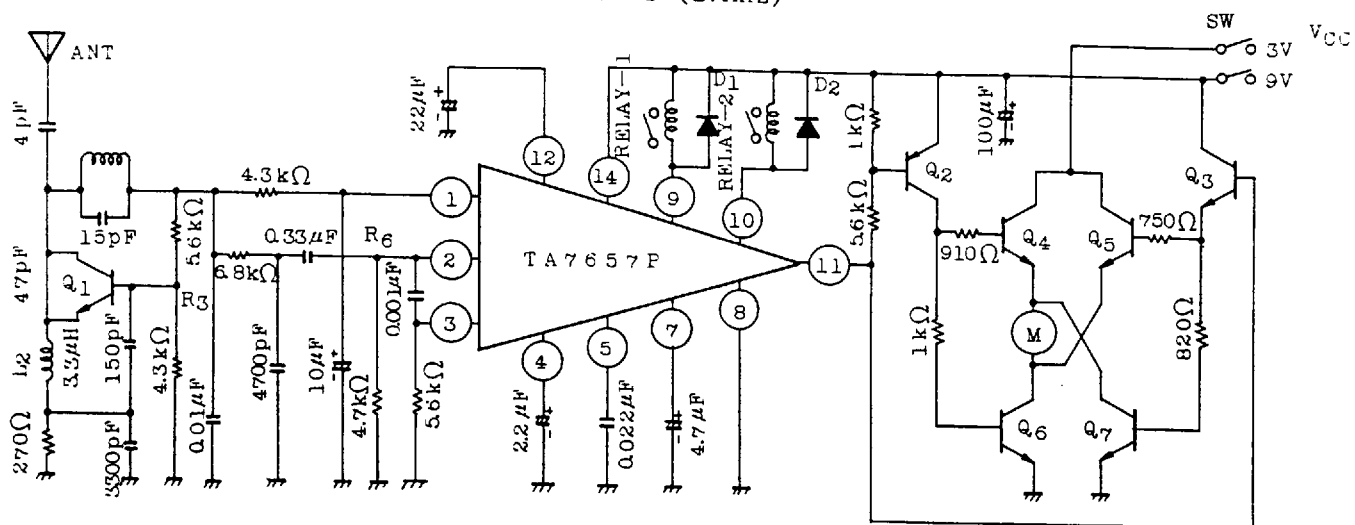 SW
VCC
3V
9V
ANT
4pF
15pF
47pF
Q1
L2
3.3μH
270Ω
150pF
3300pF
R3
5.6kΩ
4.3kΩ
0.01μF
4.3kΩ
6.8kΩ
0.33μF
4700pF
10μF
R6
4.7kΩ
0.001μF
5.6kΩ
22μF
TA7657P
1
2
3
4
5
7
8
9
10
11
12
14
2.2μF
0.022μF
4.7μF
RELAY-1
D1
RELAY-2
D2
1kΩ
5.6kΩ
100μF
Q2
Q3
Q4
Q5
910Ω
750Ω
1kΩ
820Ω
M
Q6
Q7